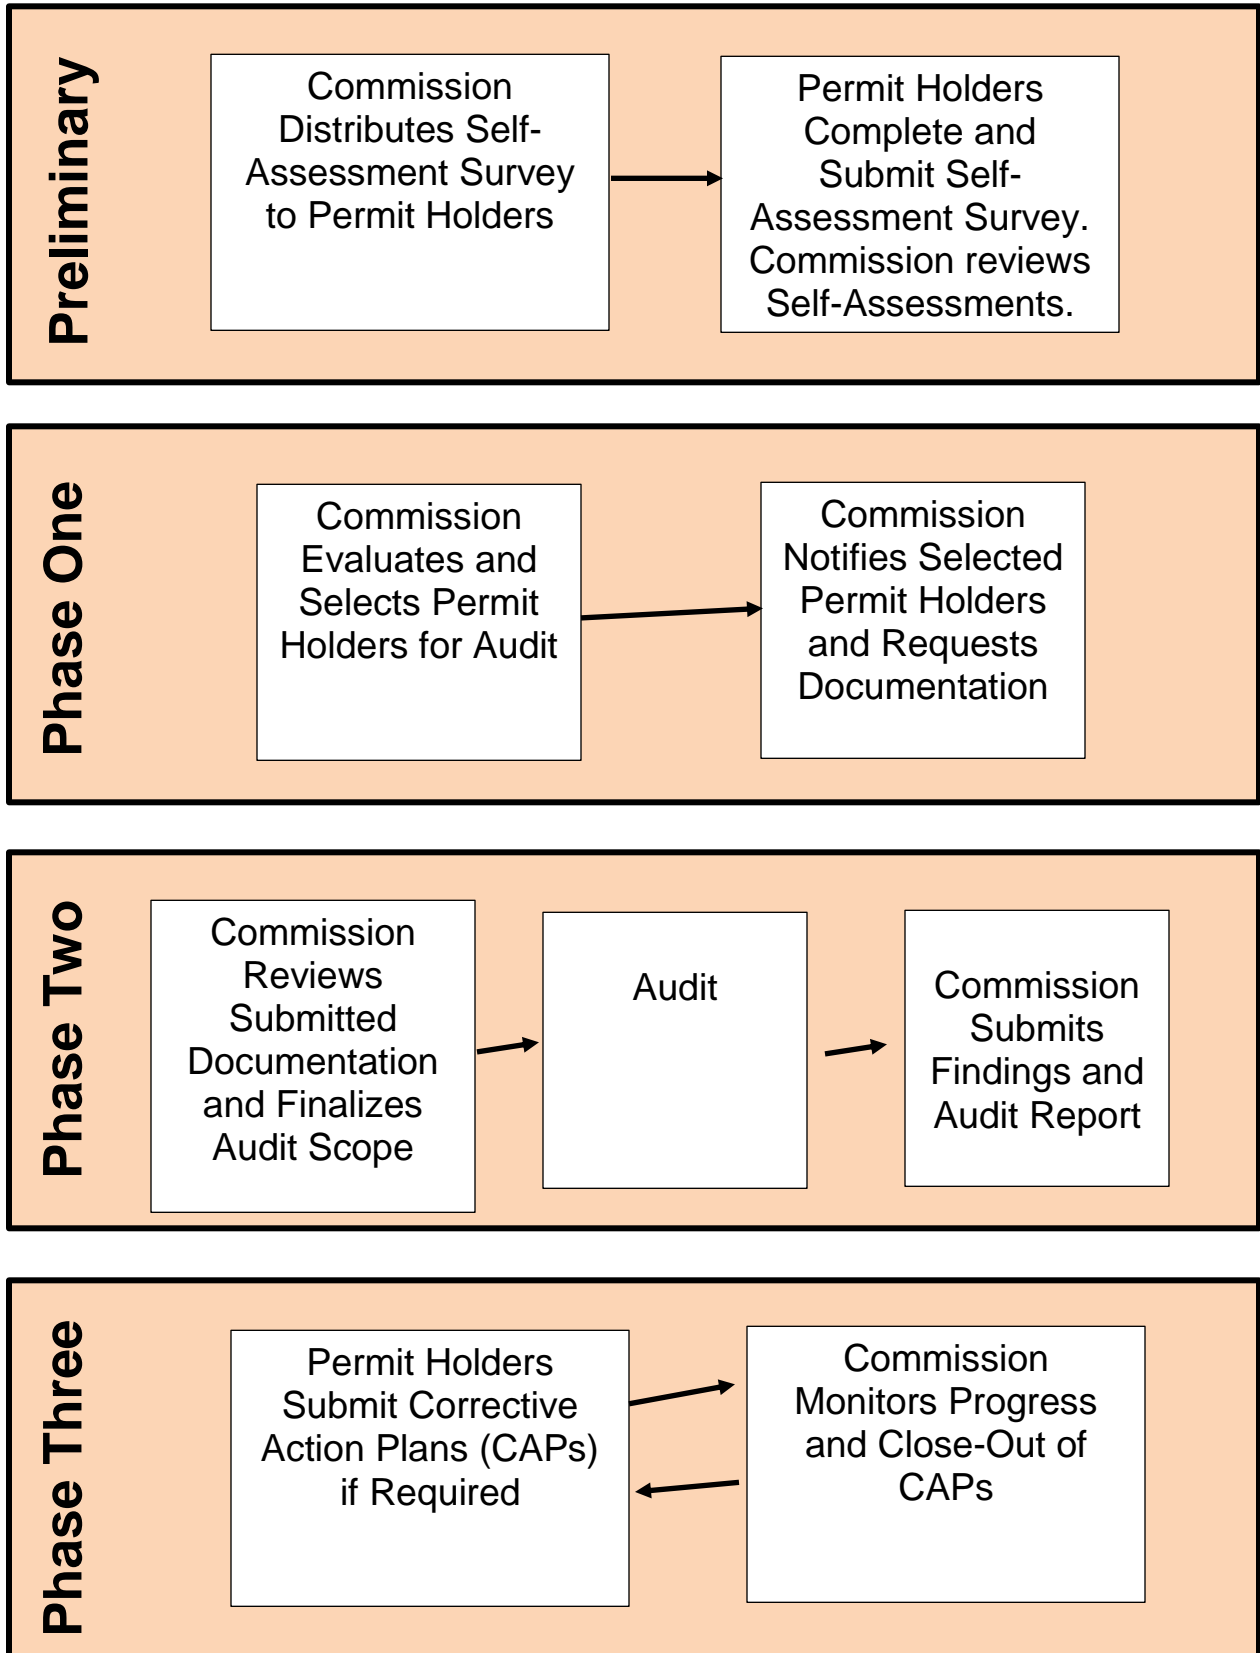 Preliminary
Commission
Distributes Self-
Assessment Survey
to Permit Holders
Permit Holders
Complete and
Submit Self-
Assessment Survey.
Commission reviews
Self-Assessments.
Phase One
Commission
Evaluates and
Selects Permit
Holders for Audit
Commission
Notifies Selected
Permit Holders
and Requests
Documentation
Phase Two
Commission
Reviews
Submitted
Documentation
and Finalizes
Audit Scope
Audit
Commission
Submits
Findings and
Audit Report
Phase Three
Permit Holders
Submit Corrective
Action Plans (CAPs)
if Required
Commission
Monitors Progress
and Close-Out of
CAPs